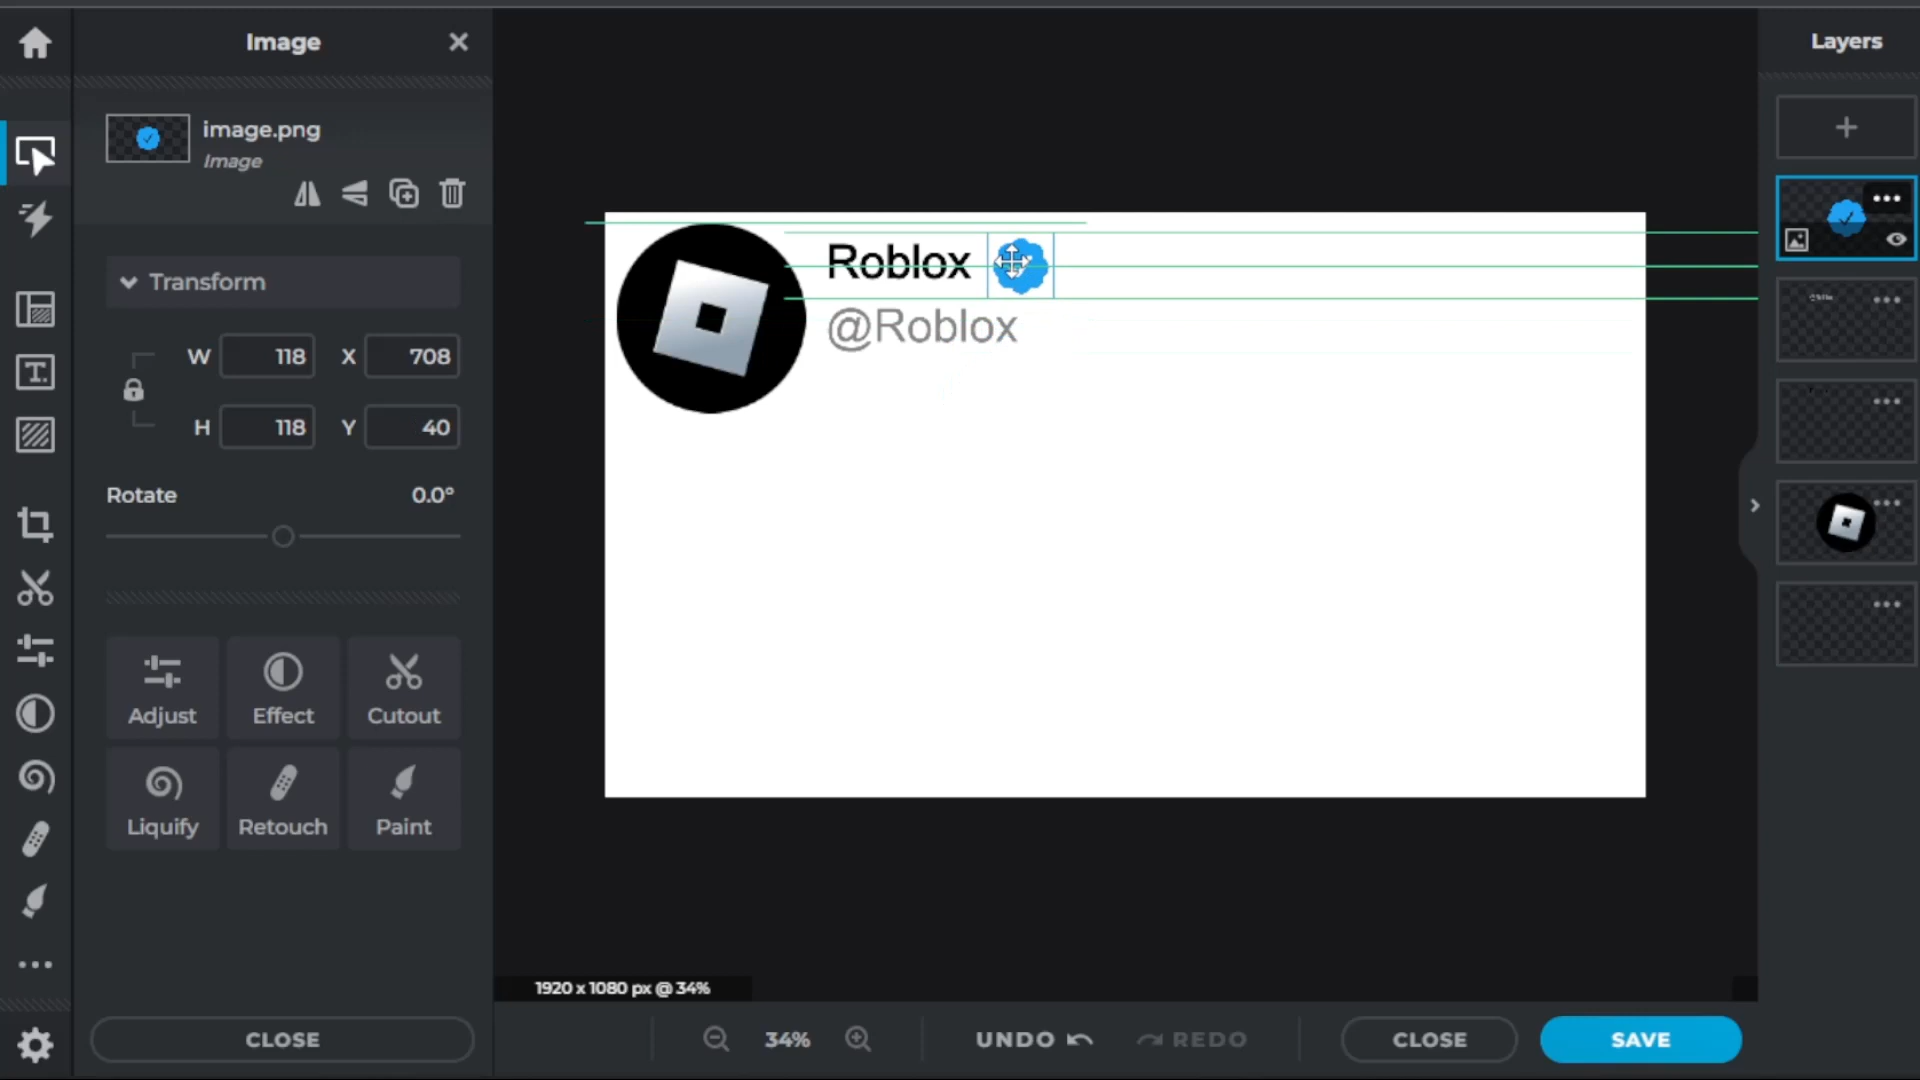 Image
Layers
image.png
Image
Transform
W 118 X 708
H 118 Y 40
Rotate 0.0°
Adjust Effect Cutout
Liquify Retouch Paint
CLOSE
Roblox
@Roblox
1920 x 1080 px @ 34%
34%
UNDO REDO
CLOSE SAVE